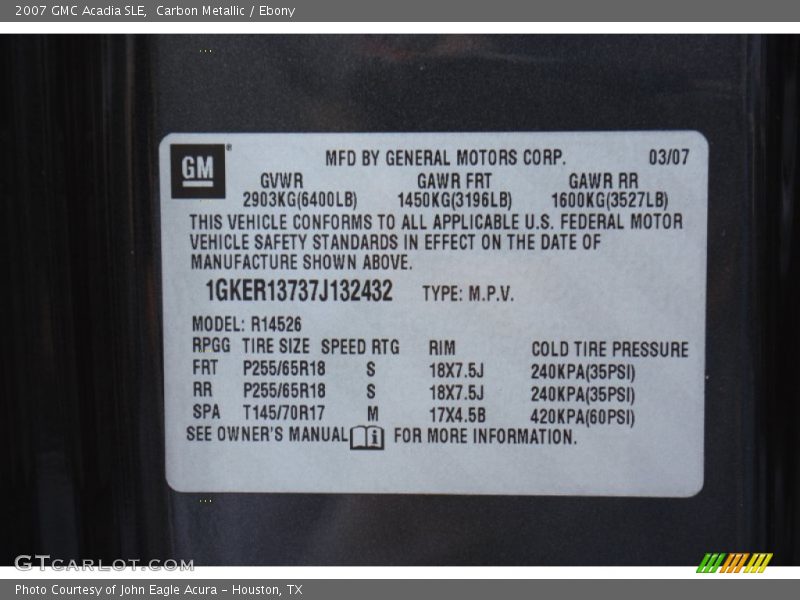 2007 GMC Acadia SLE, Carbon Metallic / Ebony
GM ®
MFD BY GENERAL MOTORS CORP. 03/07
GVWR GAWR FRT GAWR RR
2903KG(6400LB) 1450KG(3196LB) 1600KG(3527LB)
THIS VEHICLE CONFORMS TO ALL APPLICABLE U.S. FEDERAL MOTOR
VEHICLE SAFETY STANDARDS IN EFFECT ON THE DATE OF
MANUFACTURE SHOWN ABOVE.
1GKER13737J132432 TYPE: M.P.V.
MODEL: R14526
RPGG TIRE SIZE SPEED RTG RIM COLD TIRE PRESSURE
FRT P255/65R18 S 18X7.5J 240KPA(35PSI)
RR P255/65R18 S 18X7.5J 240KPA(35PSI)
SPA T145/70R17 M 17X4.5B 420KPA(60PSI)
SEE OWNER'S MANUAL i FOR MORE INFORMATION.
GTCARLOT.COM
Photo Courtesy of John Eagle Acura - Houston, TX